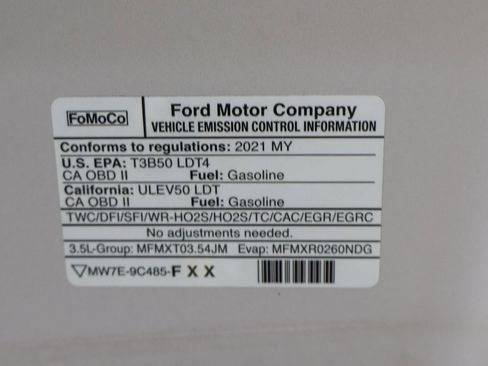 FoMoCo
Ford Motor Company
VEHICLE EMISSION CONTROL INFORMATION
Conforms to regulations: 2021 MY
U.S. EPA: T3B50 LDT4
CA OBD II Fuel: Gasoline
California: ULEV50 LDT
CA OBD II Fuel: Gasoline
TWC/DFI/SFI/WR-HO2S/HO2S/TC/CAC/EGR/EGRC
No adjustments needed.
3.5L-Group: MFMXT03.54JM Evap: MFMXR0260NDG
MW7E-9C485-F X X